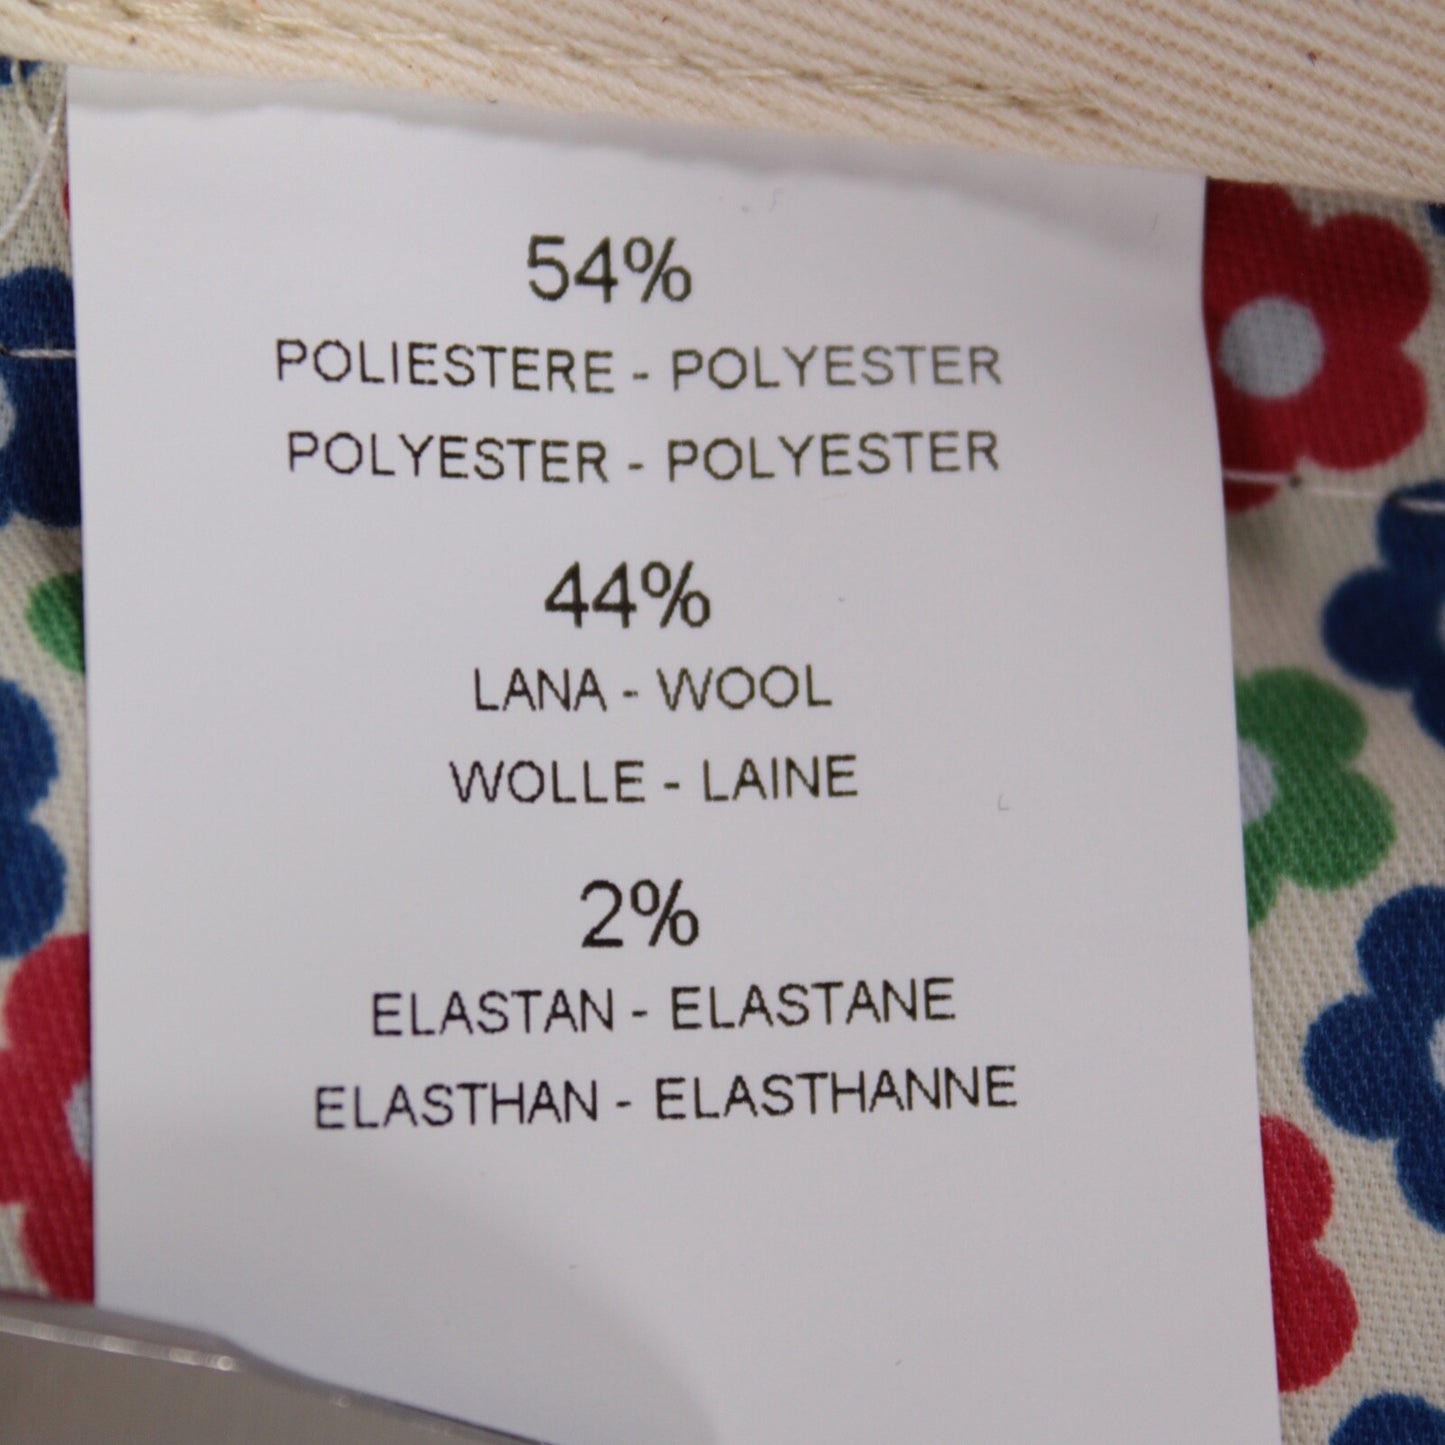 54%
POLIESTERE - POLYESTER
POLYESTER - POLYESTER
44%
LANA - WOOL
WOLLE - LAINE
2%
ELASTAN - ELASTANE
ELASTHAN - ELASTHANNE